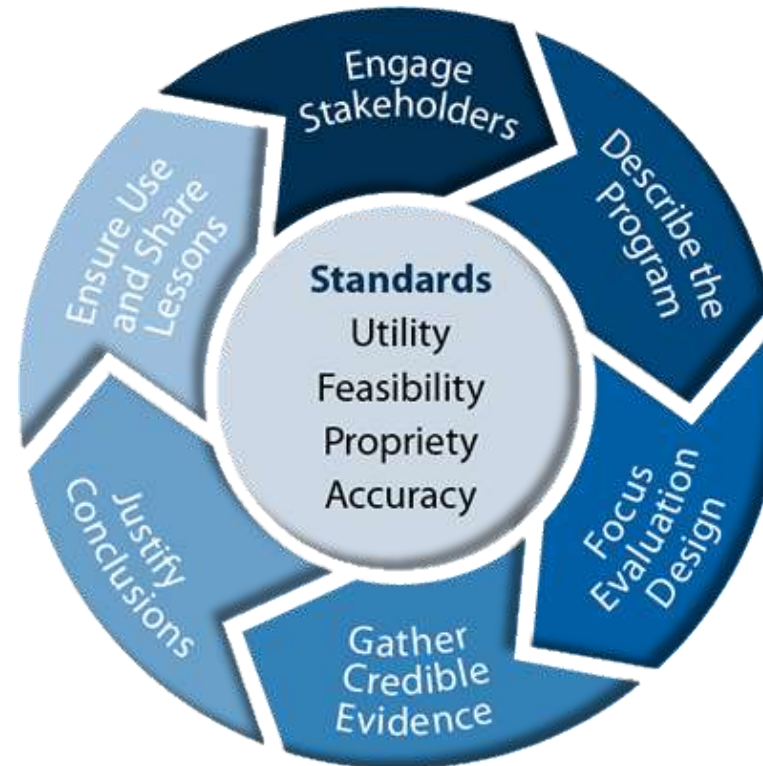 Engage
Stakeholders
Describe the
Program
Focus
Evaluation
Design
Gather
Credible
Evidence
Justify
Conclusions
Ensure Use
and Share
Lessons
Standards
Utility
Feasibility
Propriety
Accuracy